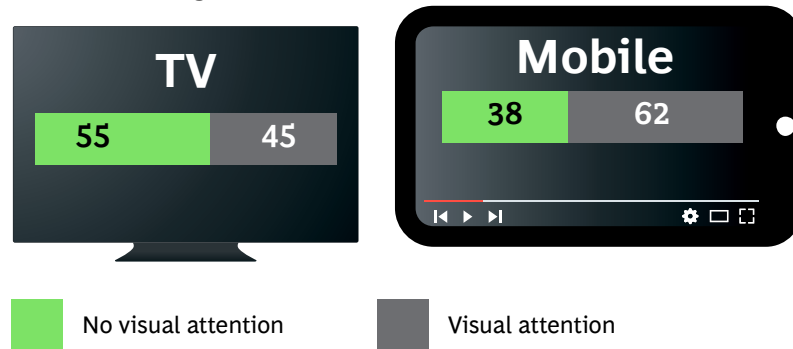 TV
55 45
Mobile
38 62
No visual attention
Visual attention